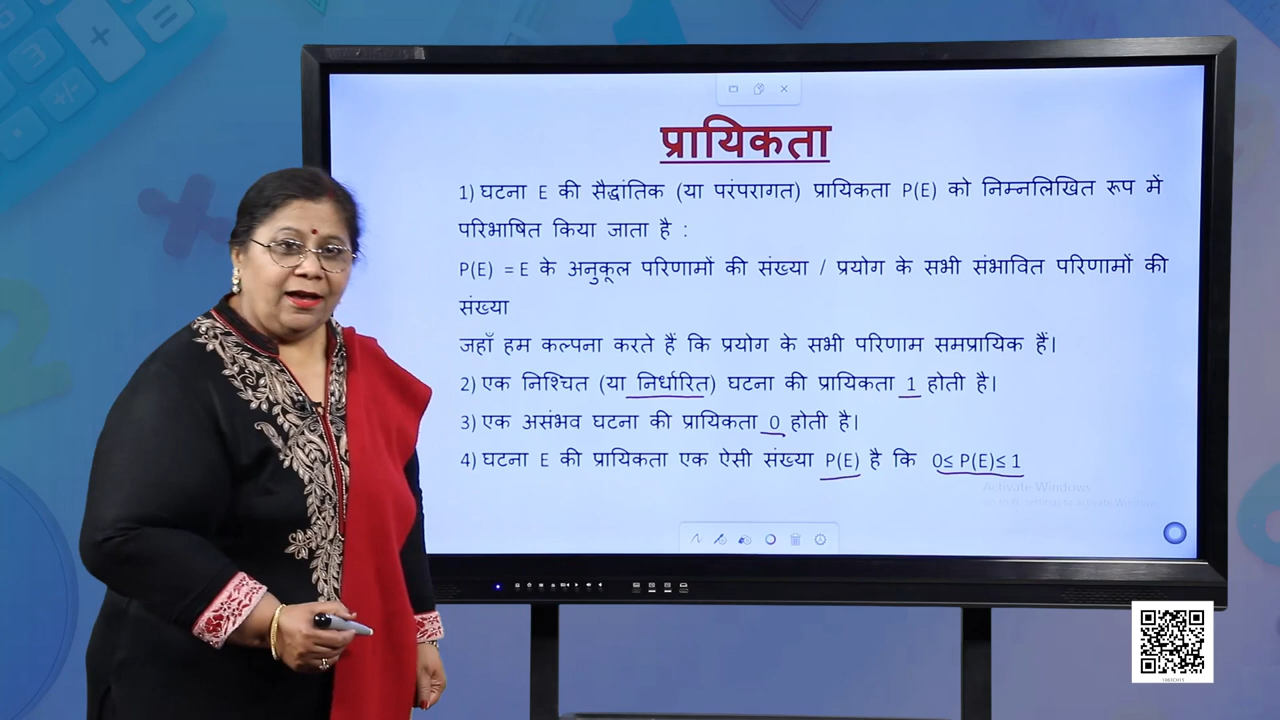 प्रायिकता
1) घटना E की सैद्धांतिक (या परंपरागत) प्रायिकता P(E) को निम्नलिखित रूप में
परिभाषित किया जाता है :
P(E) = E के अनुकूल परिणामों की संख्या / प्रयोग के सभी संभावित परिणामों की
संख्या
जहाँ हम कल्पना करते हैं कि प्रयोग के सभी परिणाम समप्रायिक हैं।
2) एक निश्चित (या निर्धारित) घटना की प्रायिकता 1 होती है।
3) एक असंभव घटना की प्रायिकता 0 होती है।
4) घटना E की प्रायिकता एक ऐसी संख्या P(E) है कि 0≤ P(E)≤ 1
Activate Windows